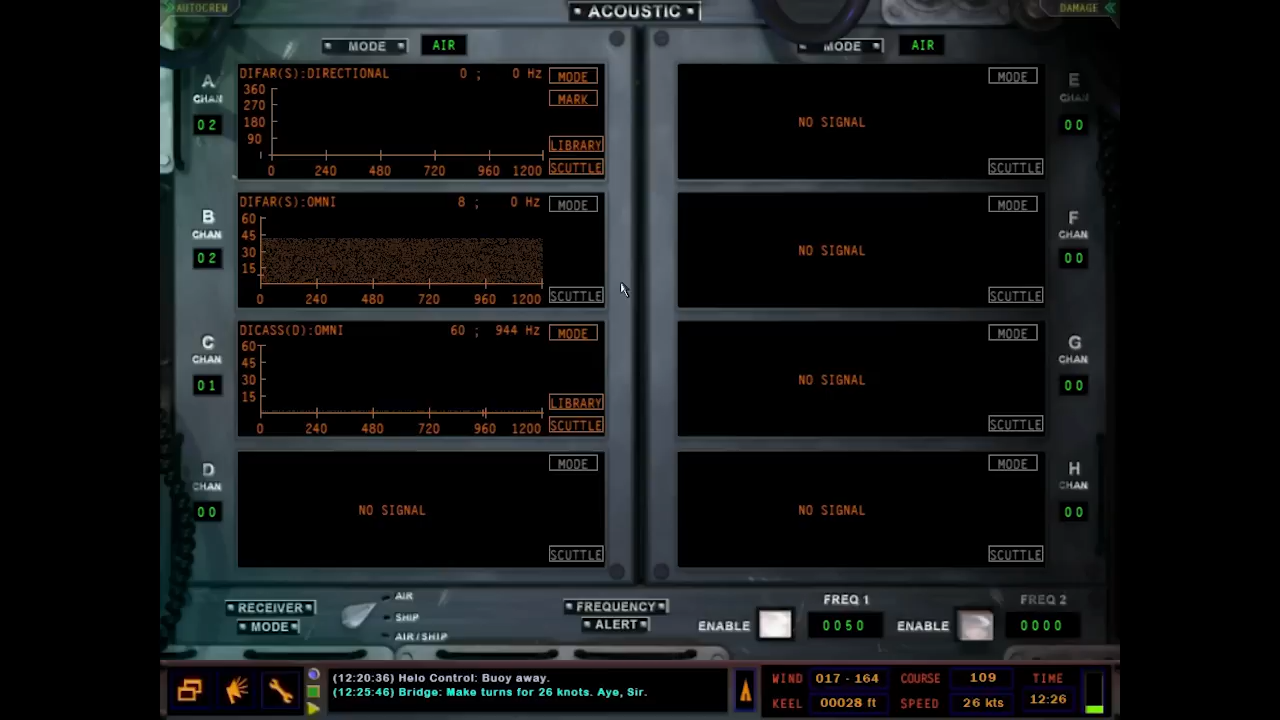 AUTOCREW
ACOUSTIC
DAMAGE
MODE AIR
MODE AIR
A
CHAN
02
DIFAR(S):DIRECTIONAL 0 ; 0 Hz
MODE
MARK
LIBRARY
SCUTTLE
360
270
180
90
0 240 480 720 960 1200
NO SIGNAL
MODE
SCUTTLE
E
CHAN
00
B
CHAN
02
DIFAR(S):OMNI 8 ; 0 Hz
MODE
SCUTTLE
60
45
30
15
0 240 480 720 960 1200
NO SIGNAL
MODE
SCUTTLE
F
CHAN
00
C
CHAN
01
DICASS(D):OMNI 60 ; 944 Hz
MODE
LIBRARY
SCUTTLE
60
45
30
15
0 240 480 720 960 1200
NO SIGNAL
MODE
SCUTTLE
G
CHAN
00
D
CHAN
00
NO SIGNAL
MODE
SCUTTLE
NO SIGNAL
MODE
SCUTTLE
H
CHAN
00
RECEIVER
MODE
AIR
SHIP
AIR/SHIP
FREQUENCY
ALERT
ENABLE
FREQ 1
0050
ENABLE
FREQ 2
0000
(12:20:36) Helo Control: Buoy away.
(12:25:46) Bridge: Make turns for 26 knots. Aye, Sir.
WIND 017 - 164 COURSE 109 TIME
KEEL 00028 ft SPEED 26 kts 12:26